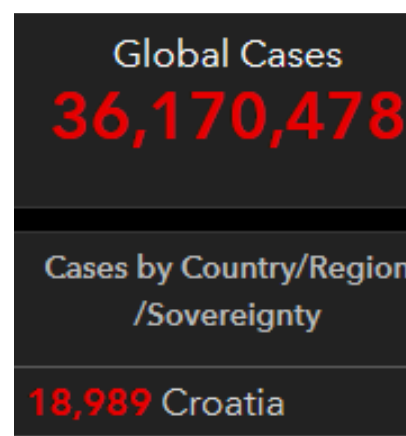 Global Cases
36,170,478
Cases by Country/Region
/Sovereignty
18,989 Croatia